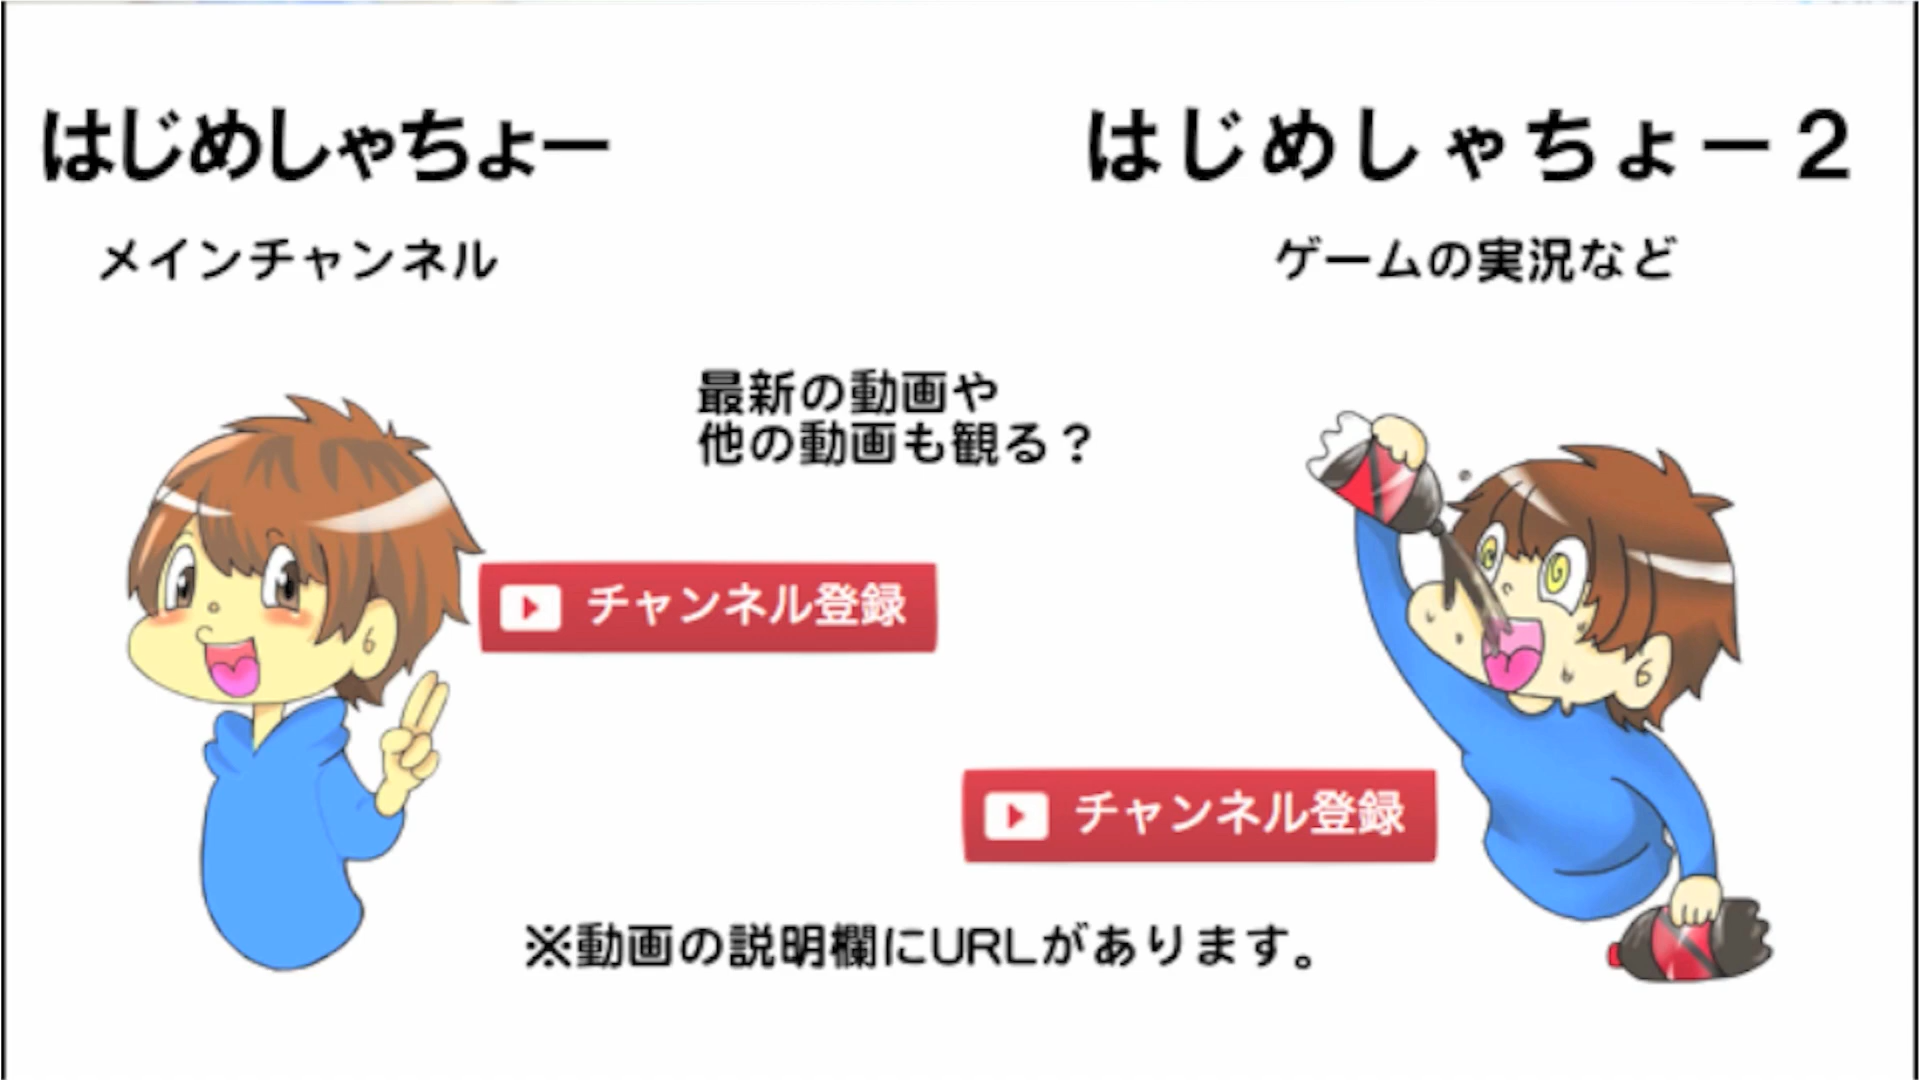 はじめしゃちょー
はじめしゃちょー２
メインチャンネル
ゲームの実況など
最新の動画や
他の動画も観る？
チャンネル登録
チャンネル登録
※動画の説明欄にURLがあります。